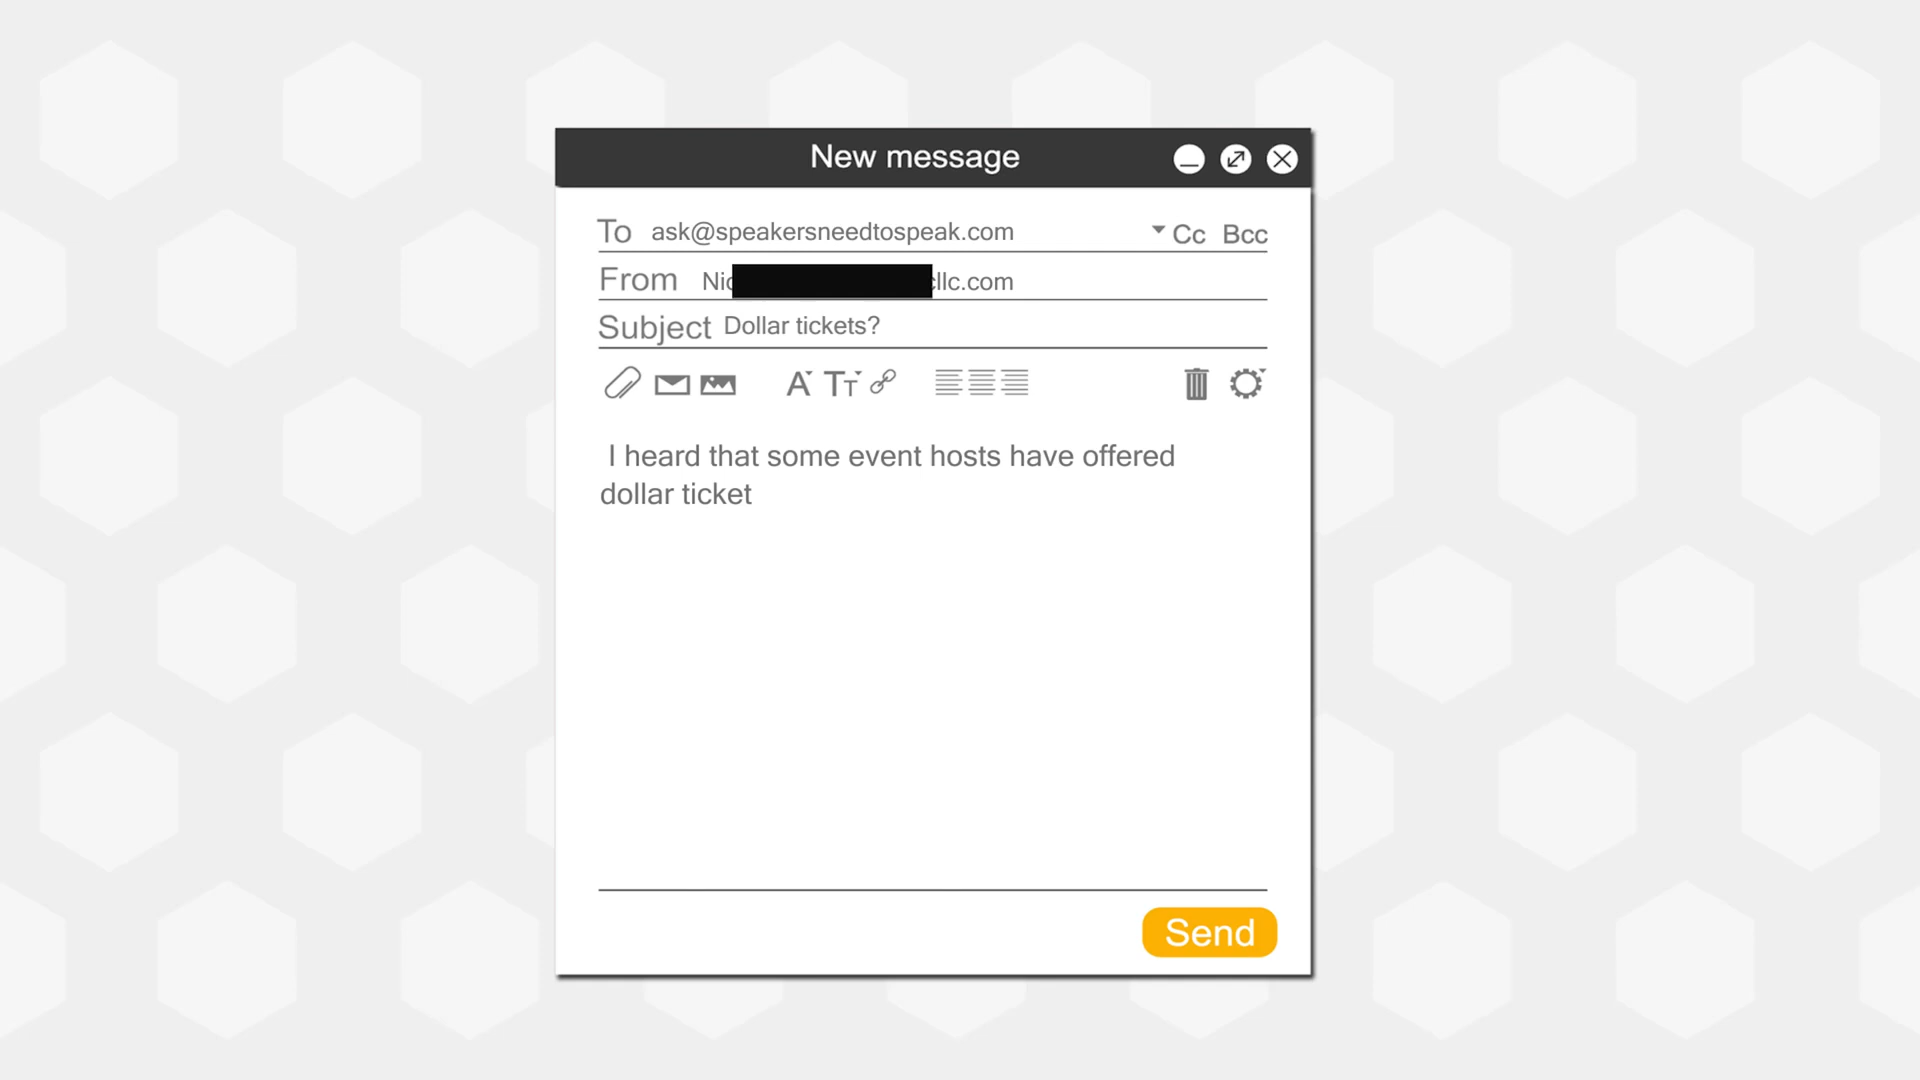 New message
To ask@speakersneedtospeak.com Cc Bcc
From Nic llc.com
Subject Dollar tickets?
I heard that some event hosts have offered
dollar ticket
Send